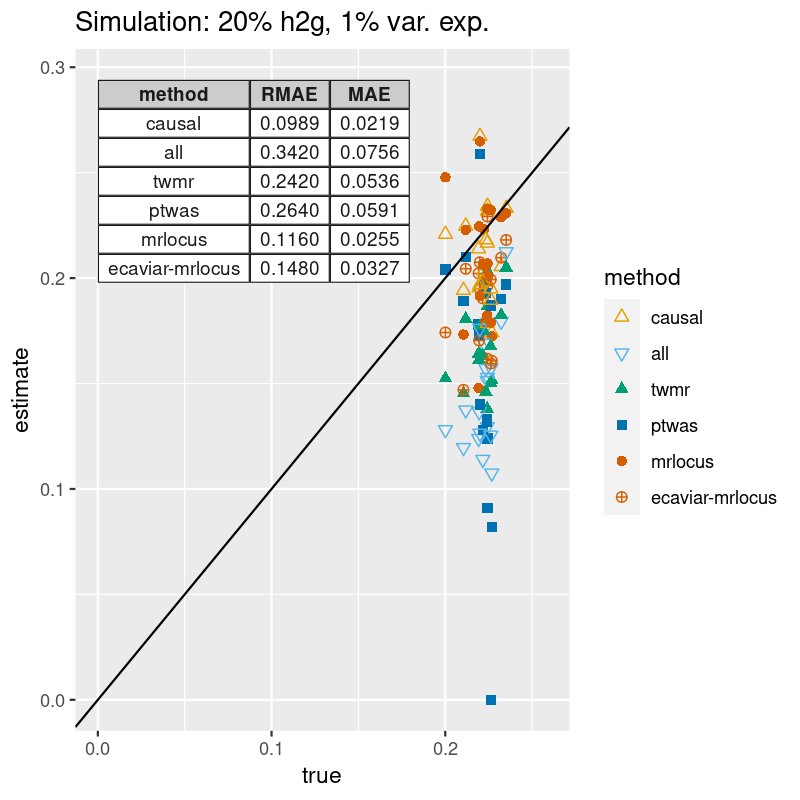 Simulation: 20% h2g, 1% var. exp.
0.3
method RMAE MAE
causal 0.0989 0.0219
all 0.3420 0.0756
twmr 0.2420 0.0536
ptwas 0.2640 0.0591
mrlocus 0.1160 0.0255
ecaviar-mrlocus 0.1480 0.0327
0.2
0.1
0.0
estimate
0.0 0.1 0.2
true
method
causal
all
twmr
ptwas
mrlocus
ecaviar-mrlocus